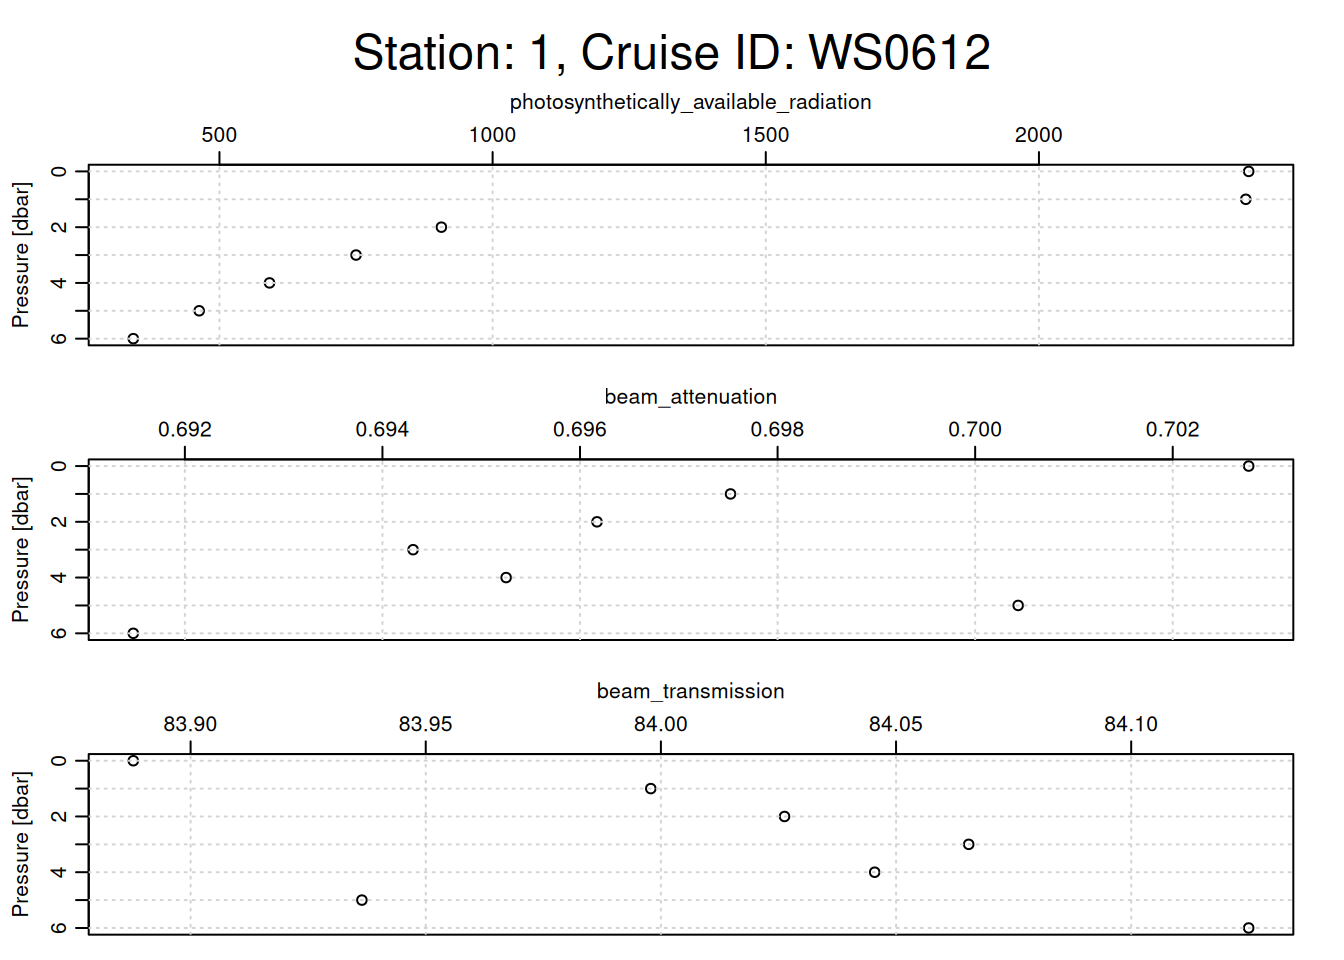 Station: 1, Cruise ID: WS0612
photosynthetically_available_radiation
500 1000 1500 2000
Pressure [dbar]
0
2
4
6
beam_attenuation
0.692 0.694 0.696 0.698 0.700 0.702
Pressure [dbar]
0
2
4
6
beam_transmission
83.90 83.95 84.00 84.05 84.10
Pressure [dbar]
0
2
4
6